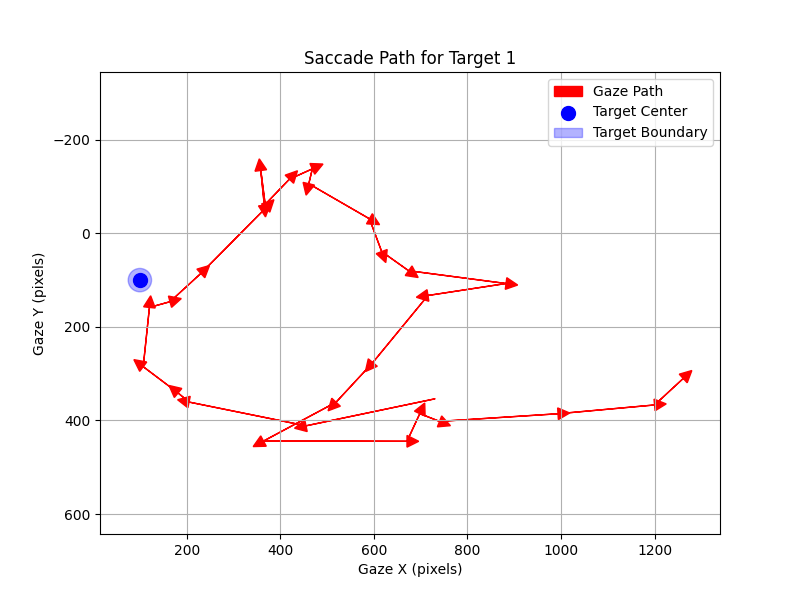 Saccade Path for Target 1
Gaze Path
Target Center
Target Boundary
−200
0
200
400
600
Gaze Y (pixels)
200
400
600
800
1000
1200
Gaze X (pixels)